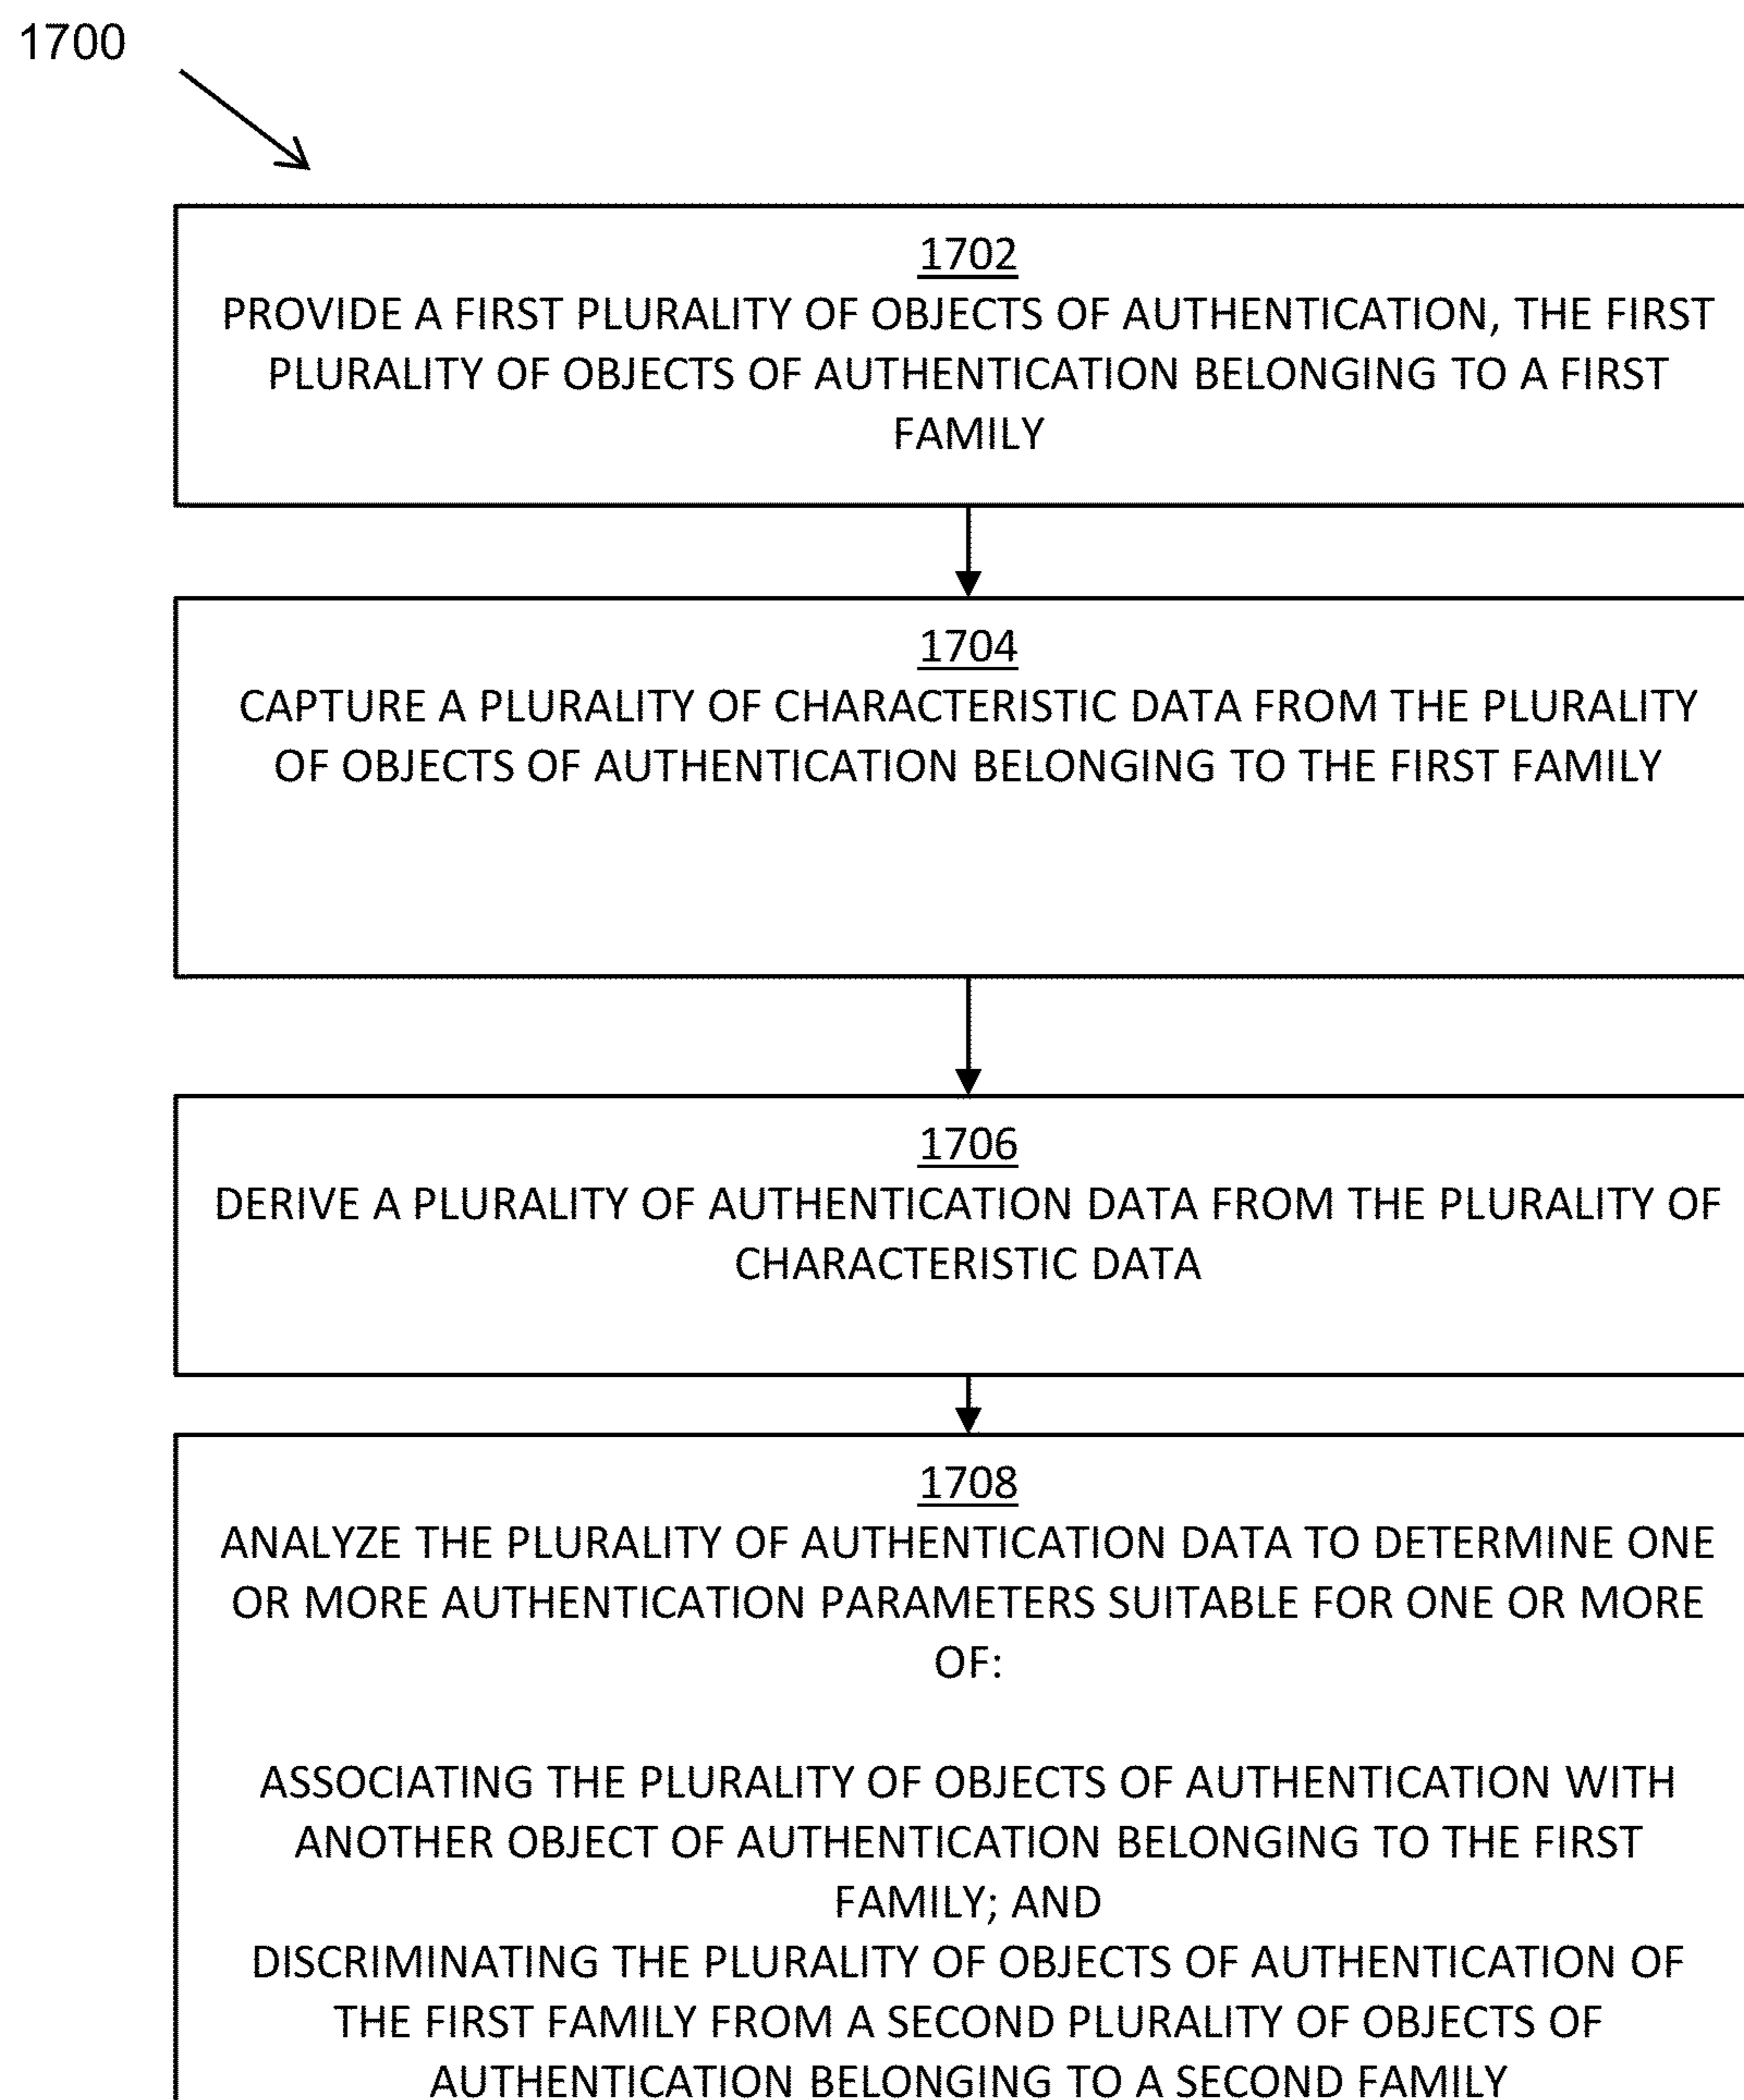 1700
1702
PROVIDE A FIRST PLURALITY OF OBJECTS OF AUTHENTICATION, THE FIRST
PLURALITY OF OBJECTS OF AUTHENTICATION BELONGING TO A FIRST
FAMILY
1704
CAPTURE A PLURALITY OF CHARACTERISTIC DATA FROM THE PLURALITY
OF OBJECTS OF AUTHENTICATION BELONGING TO THE FIRST FAMILY
1706
DERIVE A PLURALITY OF AUTHENTICATION DATA FROM THE PLURALITY OF
CHARACTERISTIC DATA
1708
ANALYZE THE PLURALITY OF AUTHENTICATION DATA TO DETERMINE ONE
OR MORE AUTHENTICATION PARAMETERS SUITABLE FOR ONE OR MORE
OF:
ASSOCIATING THE PLURALITY OF OBJECTS OF AUTHENTICATION WITH
ANOTHER OBJECT OF AUTHENTICATION BELONGING TO THE FIRST
FAMILY; AND
DISCRIMINATING THE PLURALITY OF OBJECTS OF AUTHENTICATION OF
THE FIRST FAMILY FROM A SECOND PLURALITY OF OBJECTS OF
AUTHENTICATION BELONGING TO A SECOND FAMILY